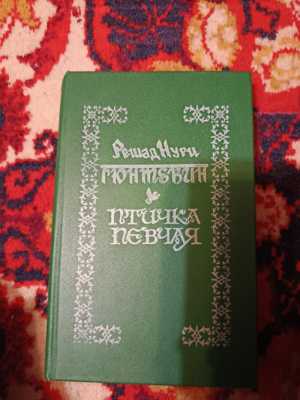 Решад Нури
Гюнтекин
Птичка
певчая